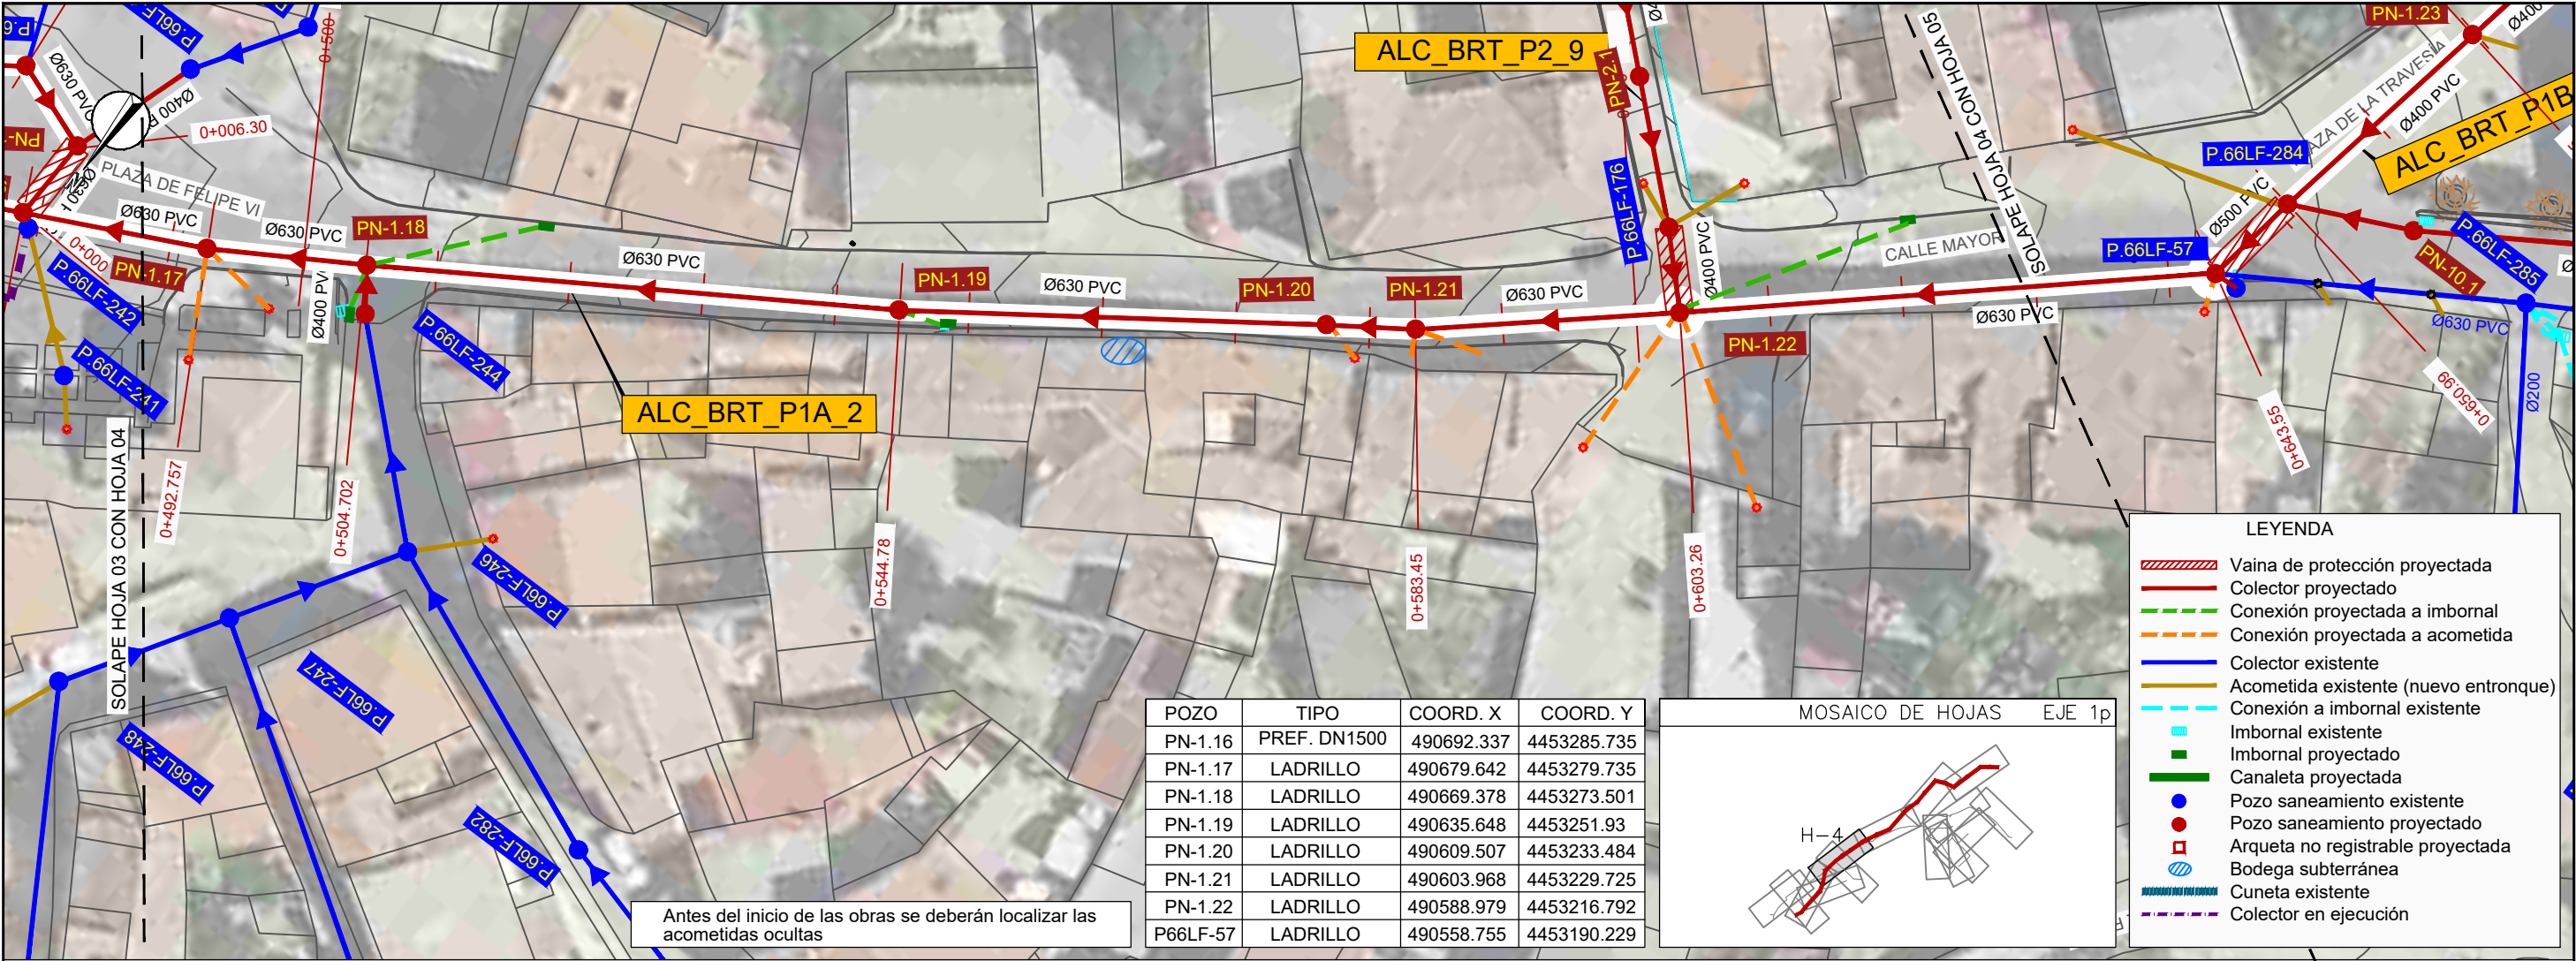 0+500
PN-1.23
Ø400
ALC_BRT_P2_9
PN-2.1
SOLAPE HOJA 04 CON HOJA 05
Ø630 PVC
Ø400 P
0+006.30
PLAZA DE FELIPE VI
Ø630 PVC
Ø630 PVC
PN-1.18
0+000
PN-1.17
P.66LF-242
P.66LF-241
Ø400 PV
P.66LF-244
Ø630 PVC
PN-1.19
Ø630 PVC
PN-1.20
PN-1.21
Ø630 PVC
P.66LF-176
Ø400 PVC
PN-1.22
CALLE MAYOR
P.66LF-57
Ø630 PVC
Ø500 PVC
P.66LF-284
AZA DE LA TRAVESÍA
Ø400 PVC
ALC_BRT_P1B
PN-10.1
P.66LF-285
Ø630 PVC
Ø200
0+650.99
0+643.55
ALC_BRT_P1A_2
SOLAPE HOJA 03 CON HOJA 04
0+492.757
0+504.702
0+544.78
0+583.45
0+603.26
P.66LF-246
P.66LF-247
P.66LF-248
P.66LF-282
Antes del inicio de las obras se deberán localizar las
acometidas ocultas
POZO TIPO COORD. X COORD. Y
PN-1.16 PREF. DN1500 490692.337 4453285.735
PN-1.17 LADRILLO 490679.642 4453279.735
PN-1.18 LADRILLO 490669.378 4453273.501
PN-1.19 LADRILLO 490635.648 4453251.93
PN-1.20 LADRILLO 490609.507 4453233.484
PN-1.21 LADRILLO 490603.968 4453229.725
PN-1.22 LADRILLO 490588.979 4453216.792
P66LF-57 LADRILLO 490558.755 4453190.229
MOSAICO DE HOJAS EJE 1p
H-4
LEYENDA
Vaina de protección proyectada
Colector proyectado
Conexión proyectada a imbornal
Conexión proyectada a acometida
Colector existente
Acometida existente (nuevo entronque)
Conexión a imbornal existente
Imbornal existente
Imbornal proyectado
Canaleta proyectada
Pozo saneamiento existente
Pozo saneamiento proyectado
Arqueta no registrable proyectada
Bodega subterránea
Cuneta existente
Colector en ejecución